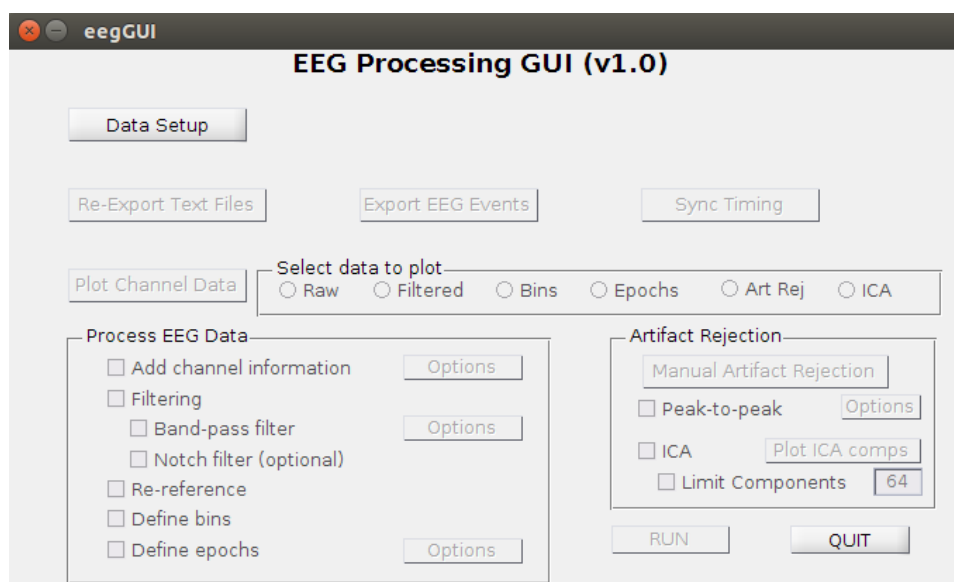 eegGUI
EEG Processing GUI (v1.0)
Data Setup
Re-Export Text Files
Export EEG Events
Sync Timing
Plot Channel Data
Select data to plot
Raw
Filtered
Bins
Epochs
Art Rej
ICA
Process EEG Data
Add channel information
Options
Filtering
Band-pass filter
Options
Notch filter (optional)
Re-reference
Define bins
Define epochs
Options
Artifact Rejection
Manual Artifact Rejection
Peak-to-peak
Options
ICA
Plot ICA comps
Limit Components
64
RUN
QUIT